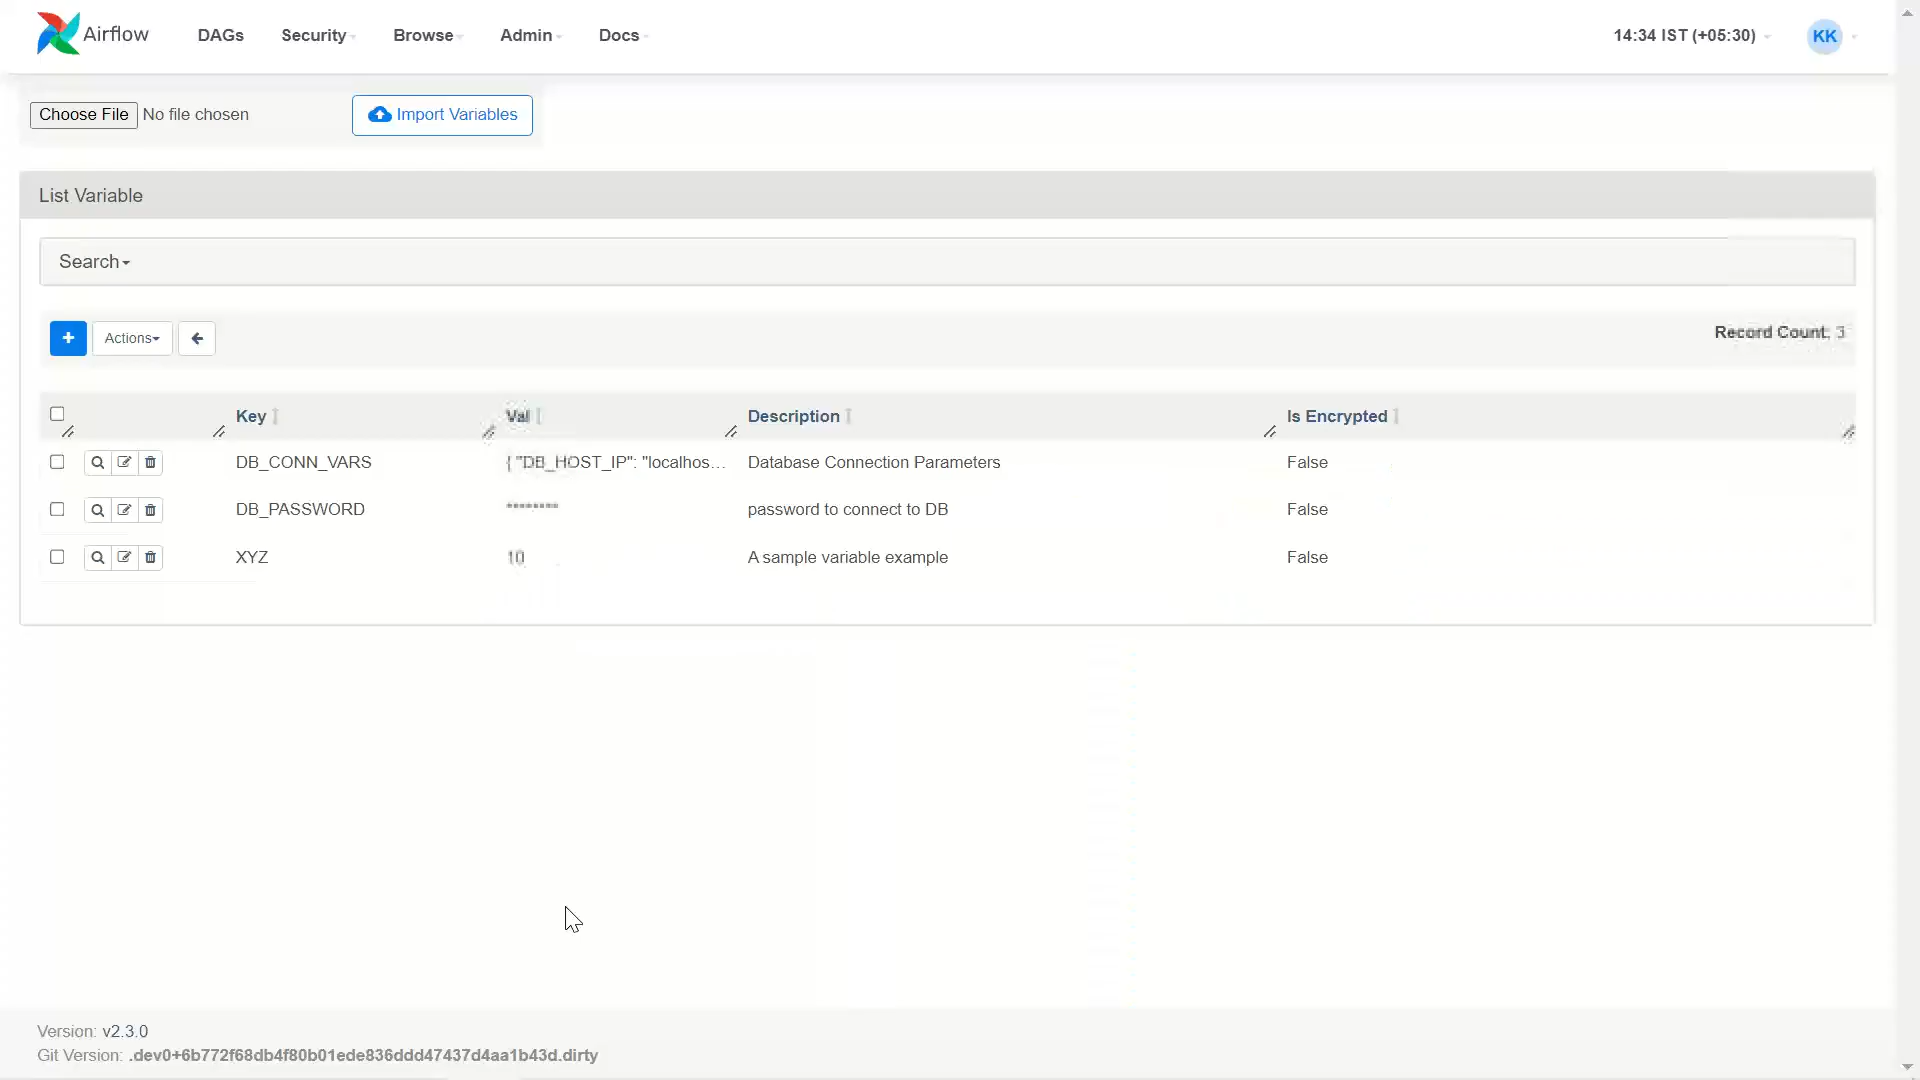 Airflow DAGs Security Browse Admin Docs 14:34 IST (+05:30) KK
Choose File No file chosen Import Variables
List Variable
Search
+ Actions Record Count: 3
Key Val Description Is Encrypted
DB_CONN_VARS { "DB_HOST_IP": "localhos... Database Connection Parameters False
DB_PASSWORD ******** password to connect to DB False
XYZ 10 A sample variable example False
Version: v2.3.0
Git Version: .dev0+6b772f68db4f80b01ede836ddd47437d4aa1b43d.dirty